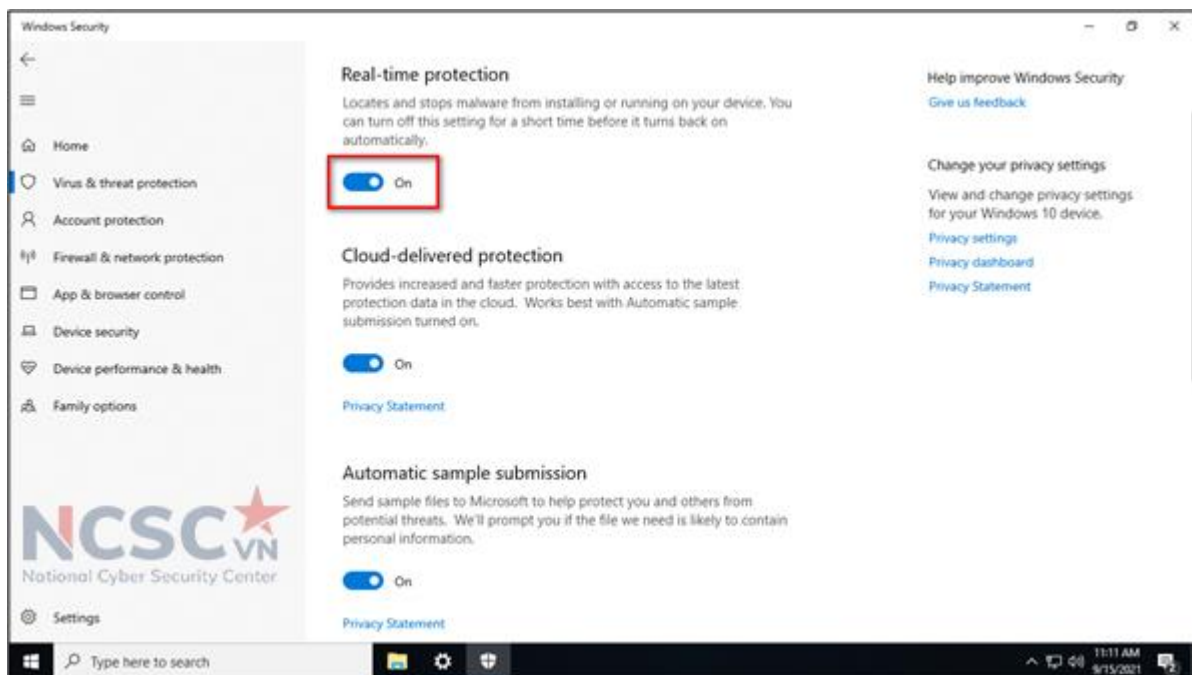 Windows Security
Home
Virus & threat protection
Account protection
Firewall & network protection
App & browser control
Device security
Device performance & health
Family options
NCSC VN
National Cyber Security Center
Settings
Real-time protection
Locates and stops malware from installing or running on your device. You
can turn off this setting for a short time before it turns back on
automatically.
On
Cloud-delivered protection
Provides increased and faster protection with access to the latest
protection data in the cloud. Works best with Automatic sample
submission turned on.
On
Privacy Statement
Automatic sample submission
Send sample files to Microsoft to help protect you and others from
potential threats. We'll prompt you if the file we need is likely to contain
personal information.
On
Privacy Statement
Help improve Windows Security
Give us feedback
Change your privacy settings
View and change privacy settings
for your Windows 10 device.
Privacy settings
Privacy dashboard
Privacy Statement
Type here to search
11:11 AM
9/15/2021
2